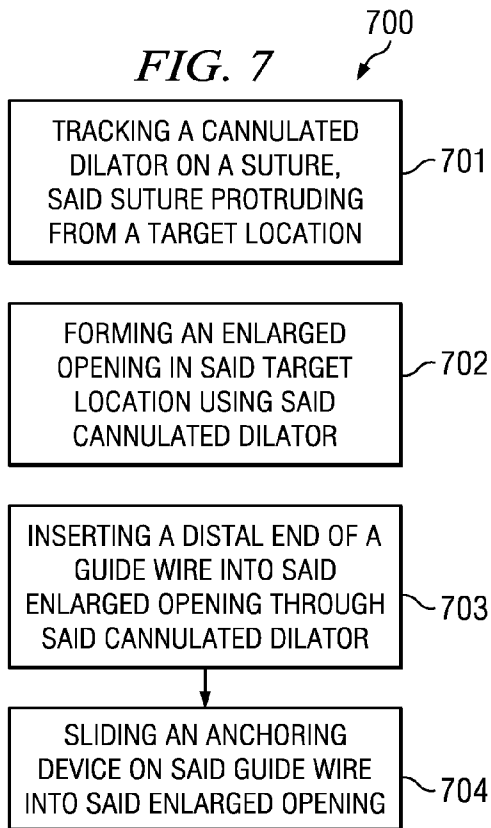 700
FIG. 7
TRACKING A CANNULATED
DILATOR ON A SUTURE,
SAID SUTURE PROTRUDING
FROM A TARGET LOCATION
701
FORMING AN ENLARGED
OPENING IN SAID TARGET
LOCATION USING SAID
CANNULATED DILATOR
702
INSERTING A DISTAL END OF A
GUIDE WIRE INTO SAID
ENLARGED OPENING THROUGH
SAID CANNULATED DILATOR
703
SLIDING AN ANCHORING
DEVICE ON SAID GUIDE WIRE
INTO SAID ENLARGED OPENING
704